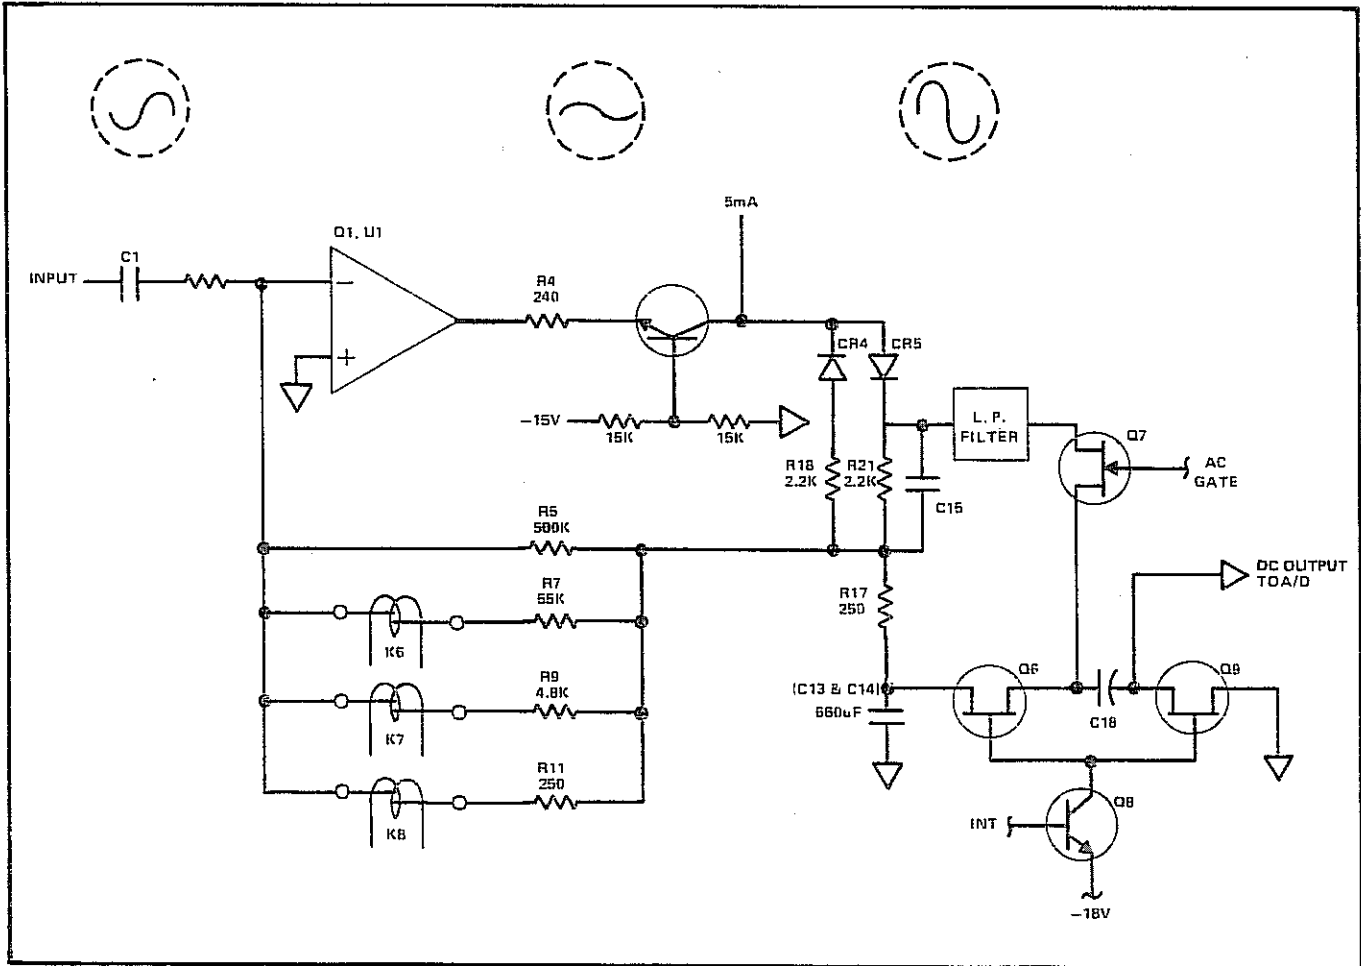 5mA
Q1, U1
C1
INPUT
R4
240
CR4
CR5
-15V
15K
15K
L. P.
FILTER
Q7
AC
GATE
R18
2.2K
R21
2.2K
C15
R5
500K
R7
55K
K6
R9
4.8K
K7
R11
250
K8
R17
250
DC OUTPUT
TO A/D
(C13 & C14)
660uF
Q6
C18
Q9
Q8
INT
-18V